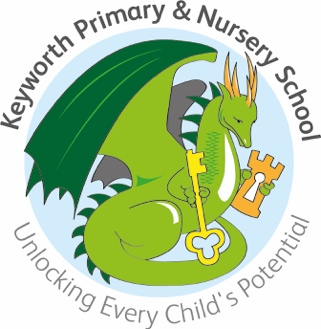 Keyworth Primary & Nursery School
Unlocking Every Child's Potential